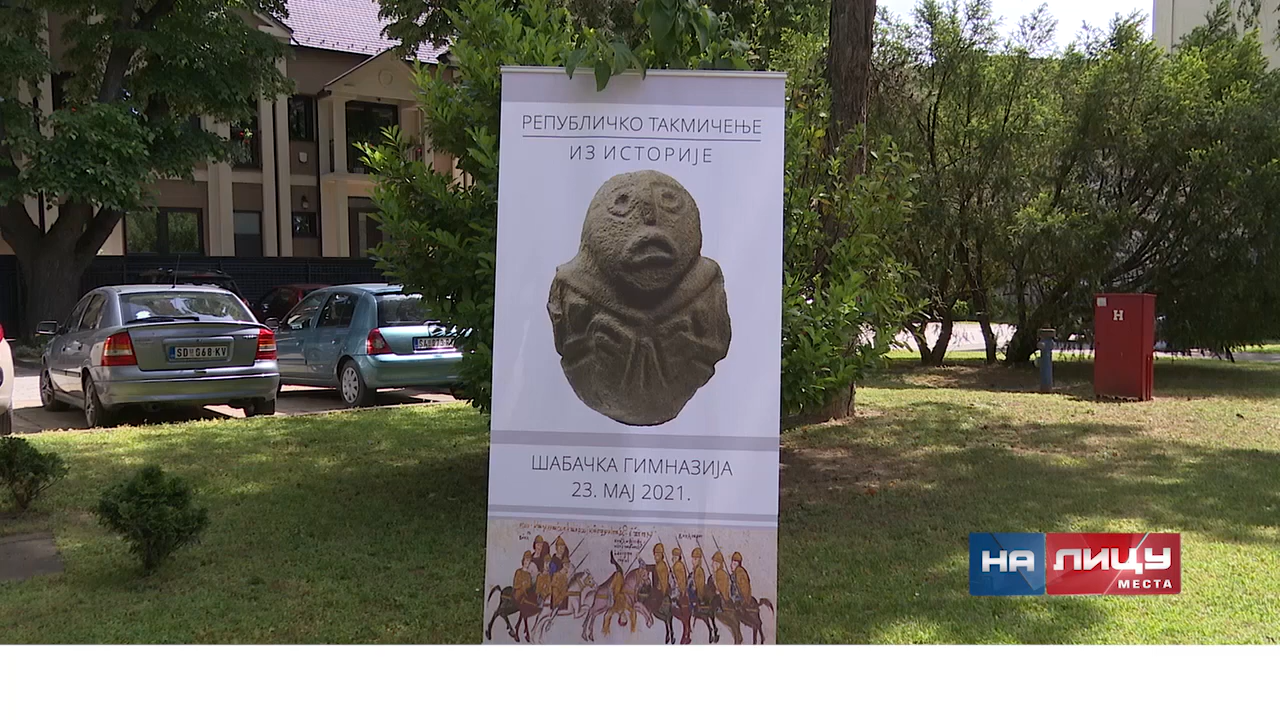 РЕПУБЛИЧКО ТАКМИЧЕЊЕ
ИЗ ИСТОРИЈЕ
ШАБАЧКА ГИМНАЗИЈА
23. МАЈ 2021.
SD 068 KV
H
НА ЛИЦУ
МЕСТА